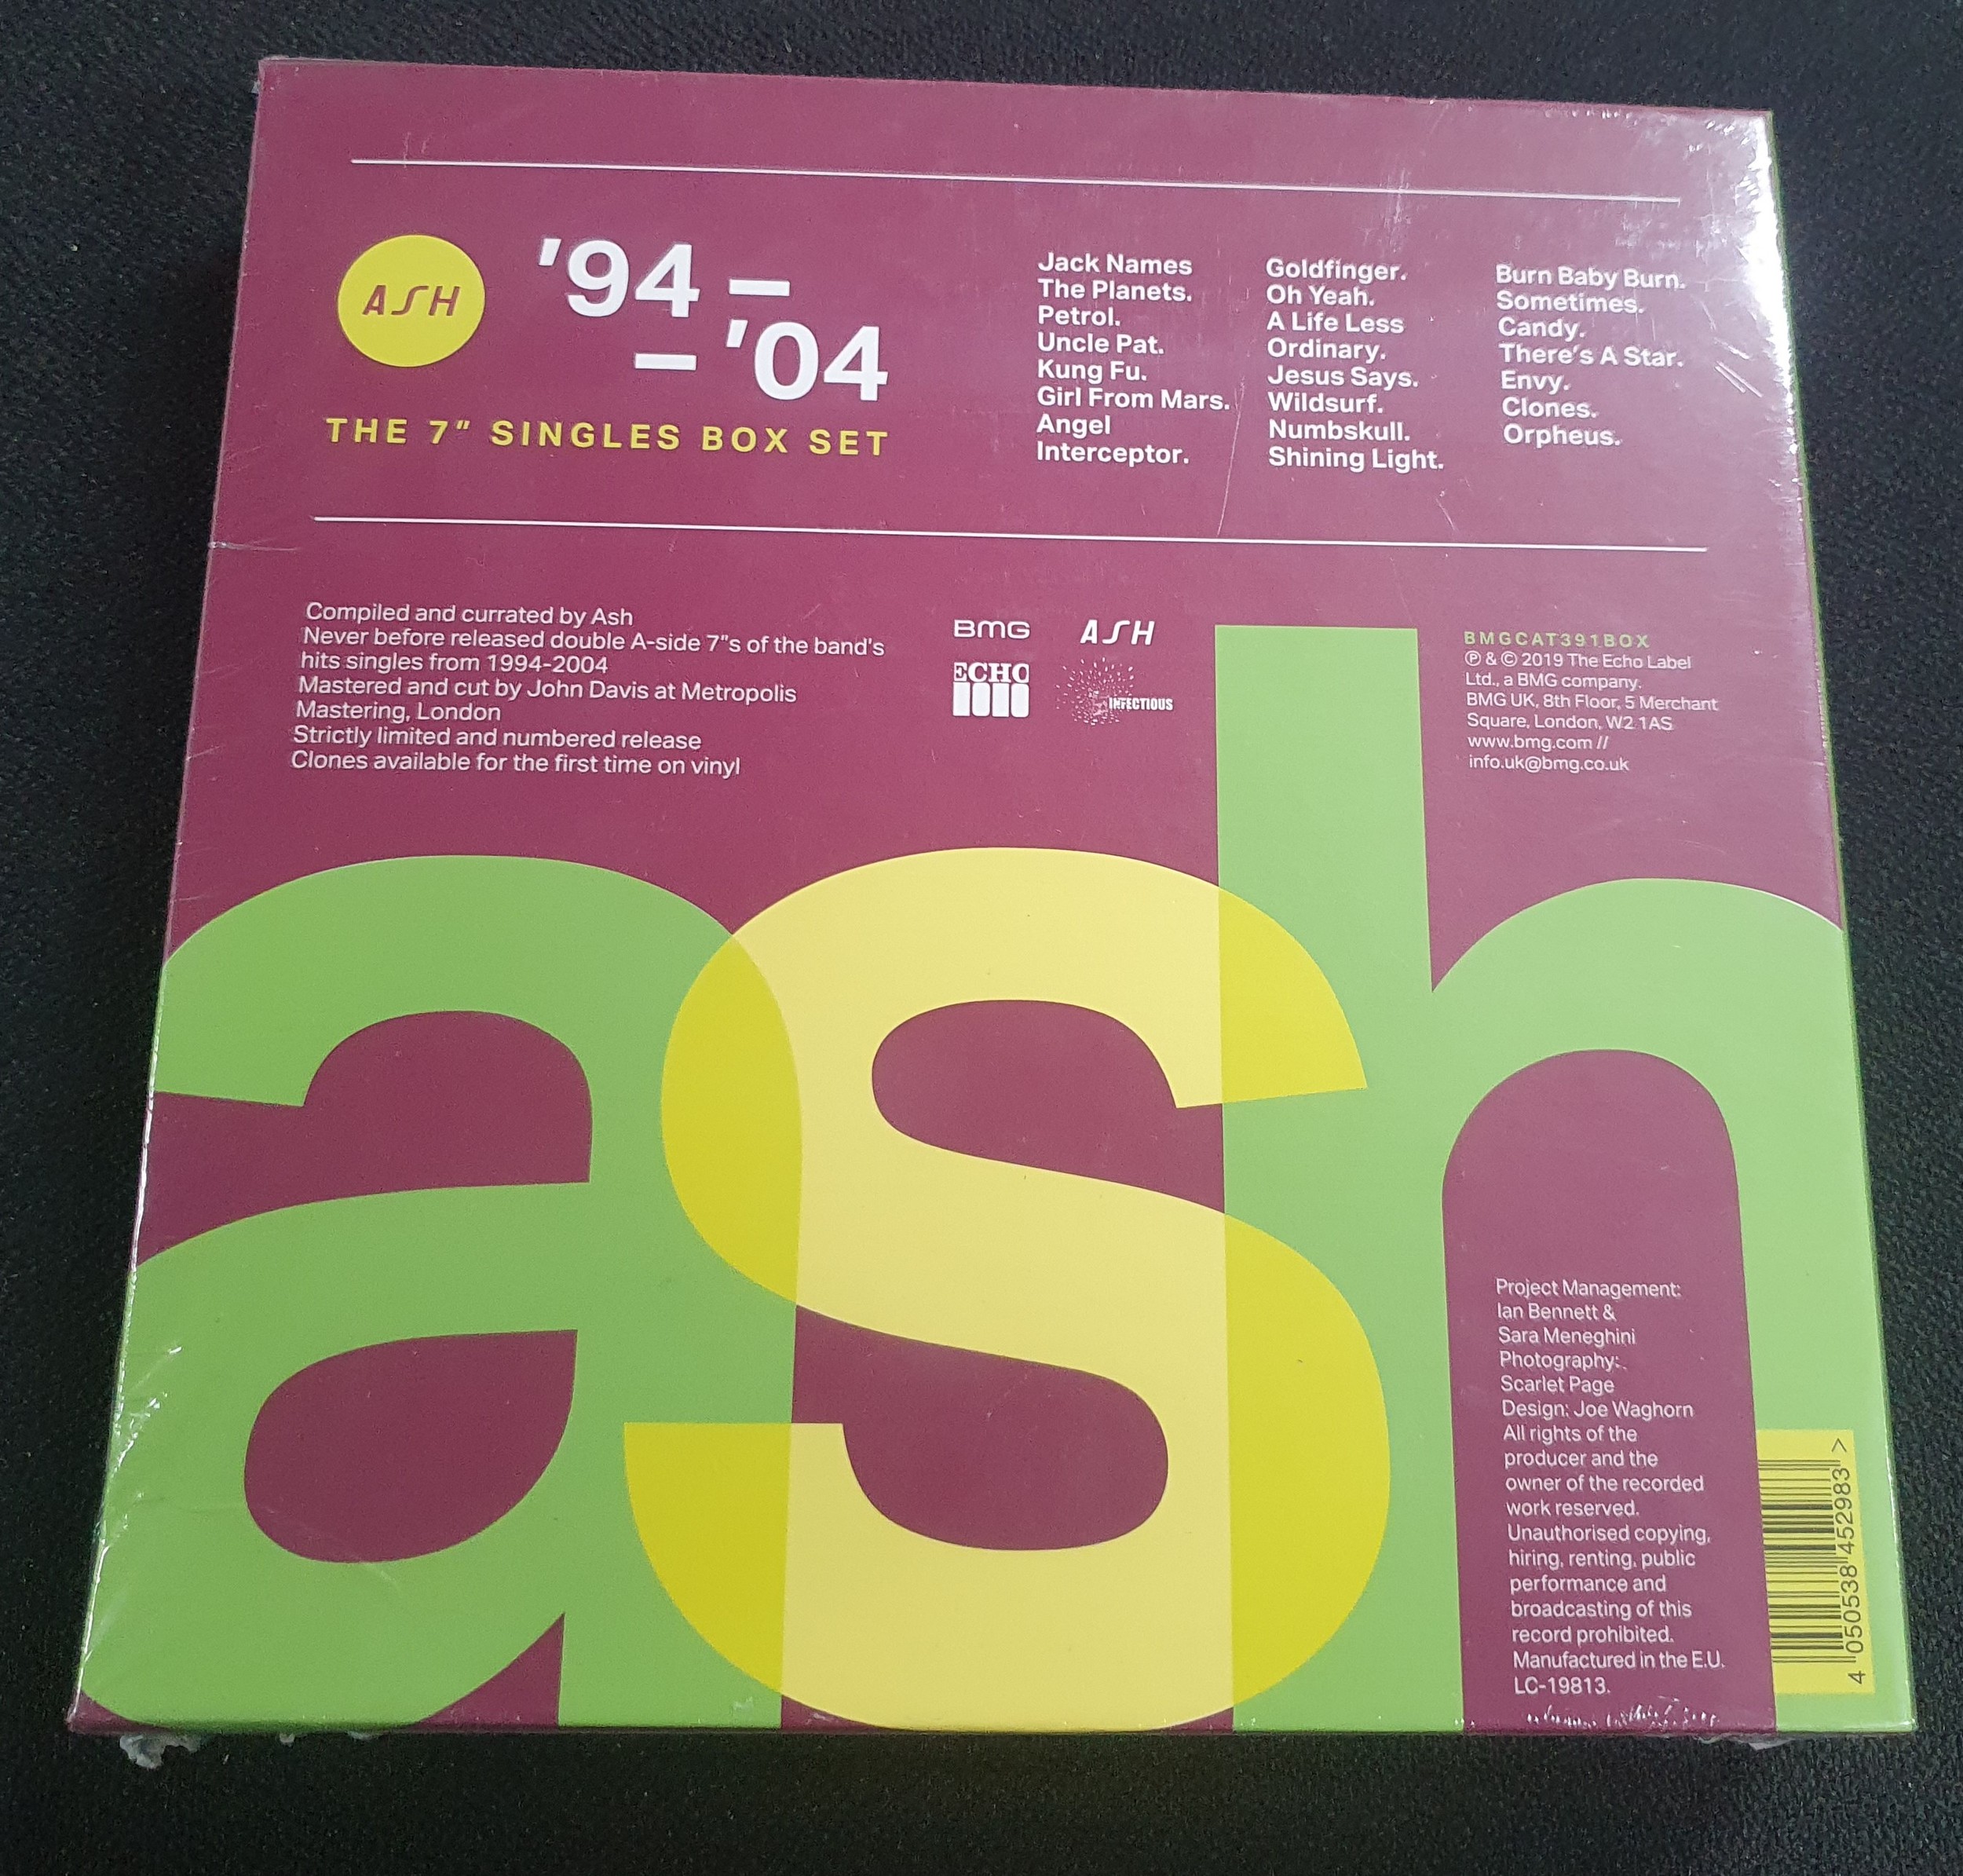 ASH
'94 –
– '04
THE 7" SINGLES BOX SET
Jack Names
The Planets.
Petrol.
Uncle Pat.
Kung Fu.
Girl From Mars.
Angel
Interceptor.
Goldfinger.
Oh Yeah.
A Life Less
Ordinary.
Jesus Says.
Wildsurf.
Numbskull.
Shining Light.
Burn Baby Burn.
Sometimes.
Candy.
There's A Star.
Envy.
Clones.
Orpheus.
Compiled and currated by Ash
Never before released double A-side 7"s of the band's
hits singles from 1994-2004
Mastered and cut by John Davis at Metropolis
Mastering, London
Strictly limited and numbered release
Clones available for the first time on vinyl
BMG
ASH
ECHO
INFECTIOUS
BMGCAT391BOX
℗ & © 2019 The Echo Label
Ltd., a BMG company.
BMG UK, 8th Floor, 5 Merchant
Square, London, W2 1AS
www.bmg.com //
info.uk@bmg.co.uk
ash
Project Management:
Ian Bennett &
Sara Meneghini
Photography:
Scarlet Page
Design: Joe Waghorn
All rights of the
producer and the
owner of the recorded
work reserved.
Unauthorised copying,
hiring, renting, public
performance and
broadcasting of this
record prohibited.
Manufactured in the E.U.
LC-19813.
4 050538 452983 >